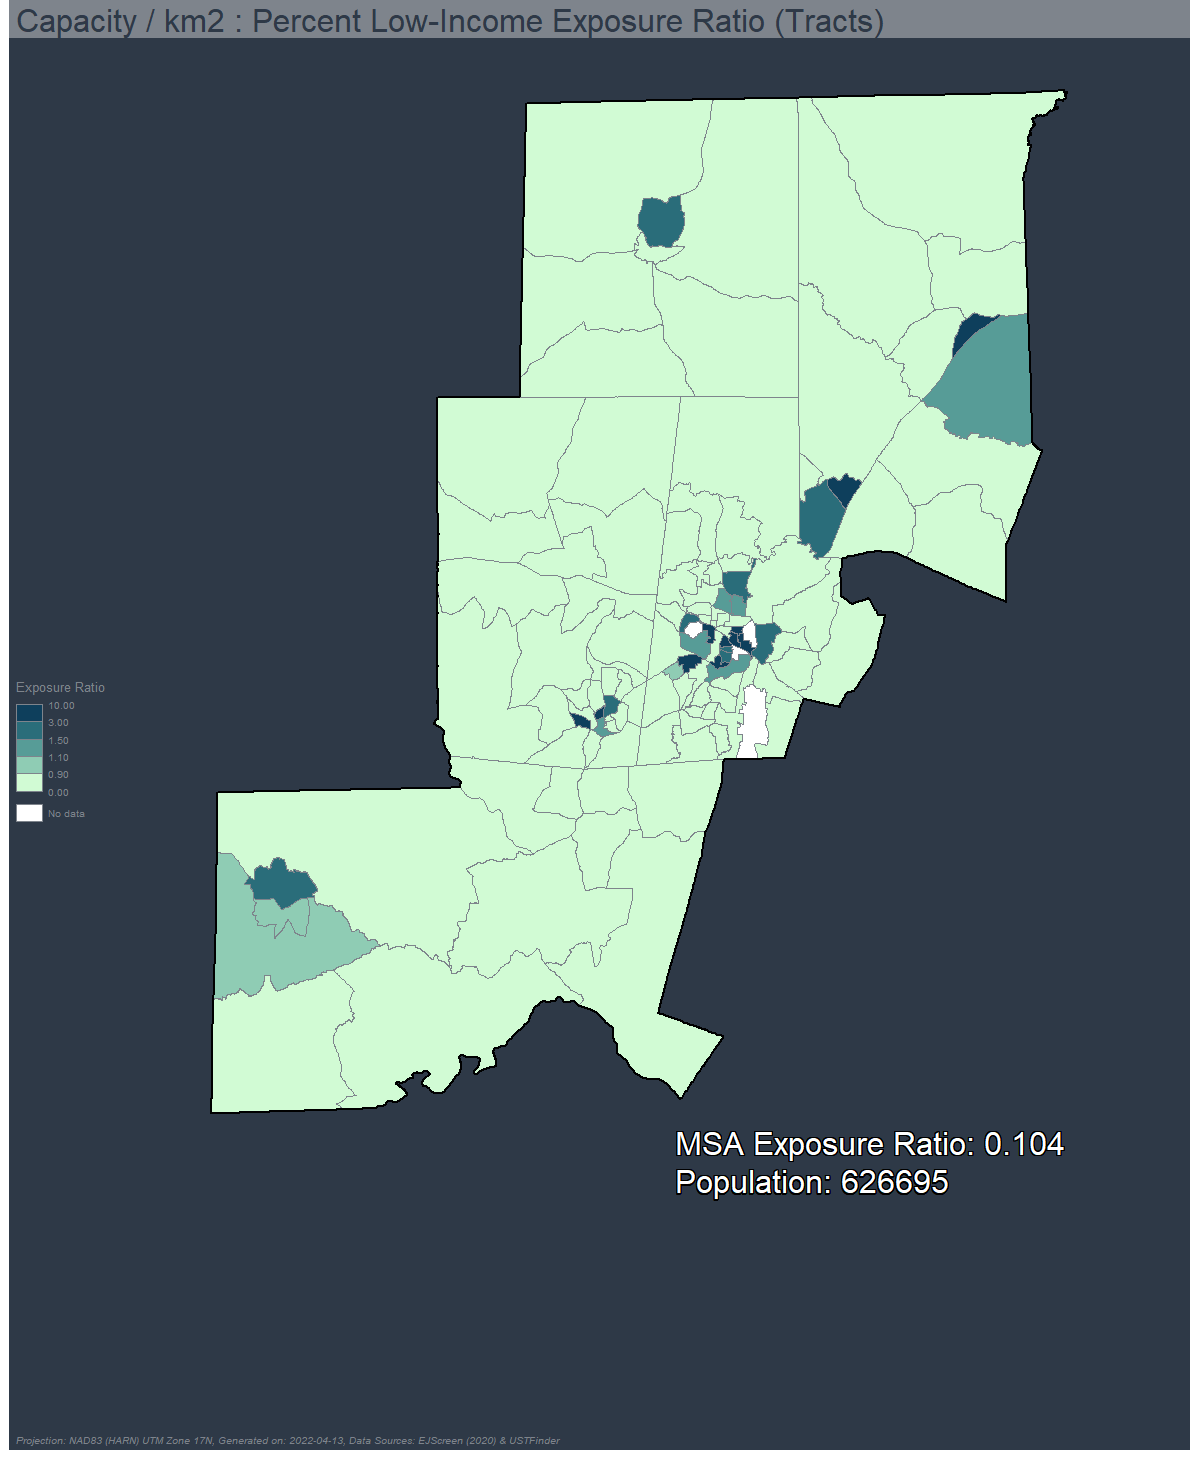 Capacity / km2 : Percent Low-Income Exposure Ratio (Tracts)
Exposure Ratio
10.00
3.00
1.50
1.10
0.90
0.00
No data
MSA Exposure Ratio: 0.104
Population: 626695
Projection: NAD83 (HARN) UTM Zone 17N, Generated on: 2022-04-13, Data Sources: EJScreen (2020) & USTFinder